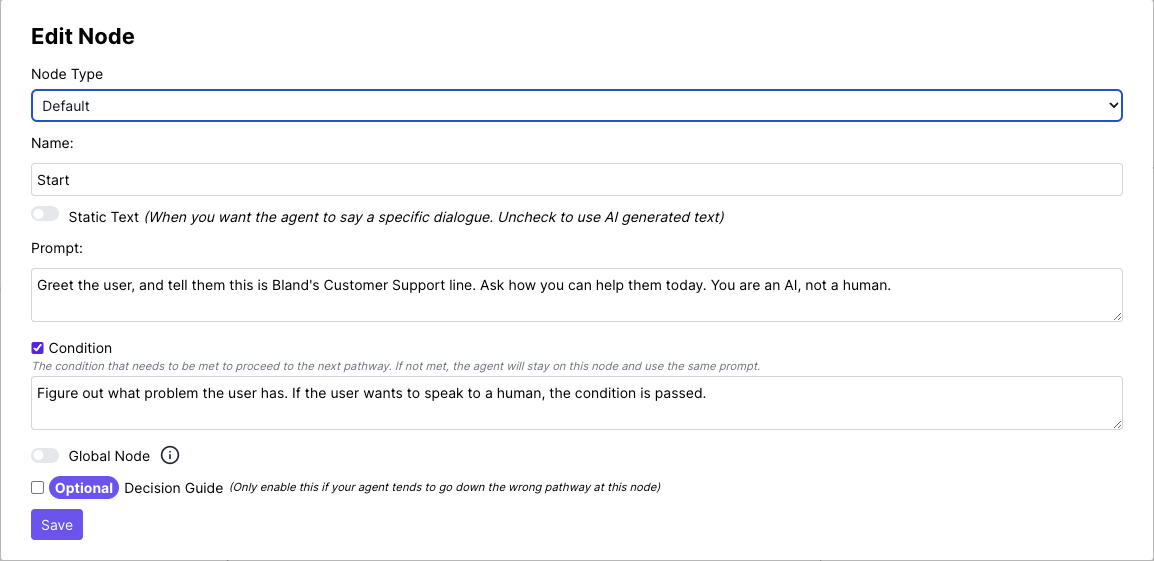 Edit Node
Node Type
Default
Name:
Start
Static Text (When you want the agent to say a specific dialogue. Uncheck to use AI generated text)
Prompt:
Greet the user, and tell them this is Bland's Customer Support line. Ask how you can help them today. You are an AI, not a human.
Condition
The condition that needs to be met to proceed to the next pathway. If not met, the agent will stay on this node and use the same prompt.
Figure out what problem the user has. If the user wants to speak to a human, the condition is passed.
Global Node
Optional Decision Guide (Only enable this if your agent tends to go down the wrong pathway at this node)
Save